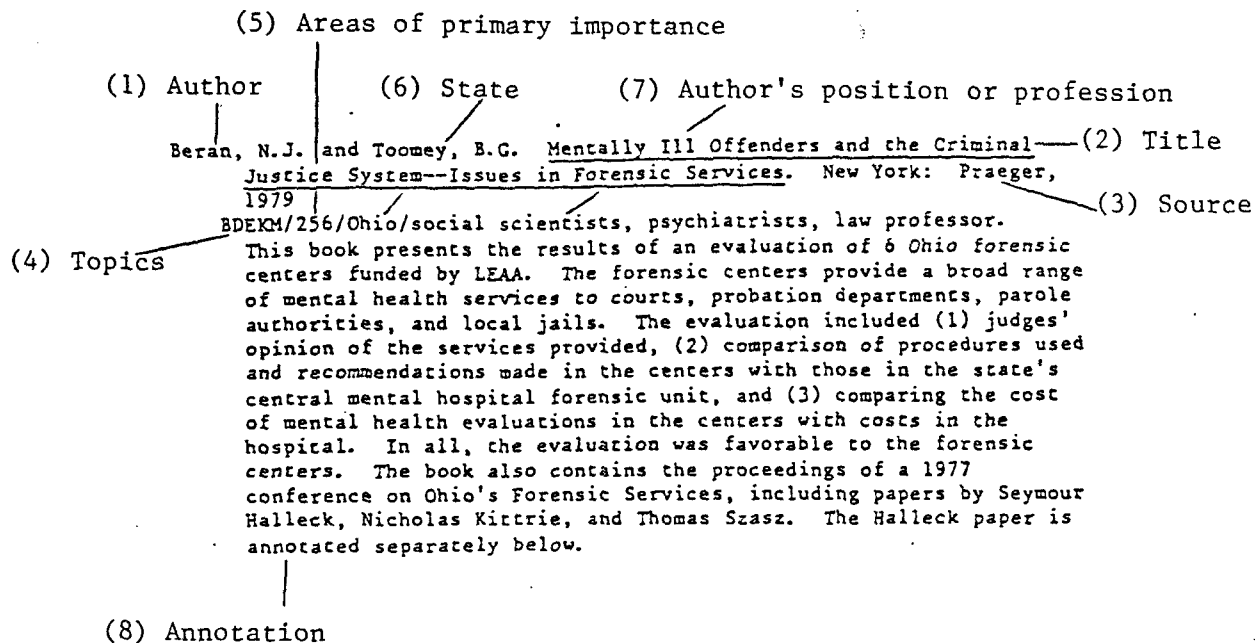 (5) Areas of primary importance
(1) Author (6) State (7) Author's position or profession
Beran, N.J. and Toomey, B.G. Mentally Ill Offenders and the Criminal (2) Title
Justice System--Issues in Forensic Services. New York: Praeger,
1979 (3) Source
BDEKM/256/Ohio/social scientists, psychiatrists, law professor.
(4) Topics This book presents the results of an evaluation of 6 Ohio forensic
centers funded by LEAA. The forensic centers provide a broad range
of mental health services to courts, probation departments, parole
authorities, and local jails. The evaluation included (1) judges'
opinion of the services provided, (2) comparison of procedures used
and recommendations made in the centers with those in the state's
central mental hospital forensic unit, and (3) comparing the cost
of mental health evaluations in the centers with costs in the
hospital. In all, the evaluation was favorable to the forensic
centers. The book also contains the proceedings of a 1977
conference on Ohio's Forensic Services, including papers by Seymour
Halleck, Nicholas Kittrie, and Thomas Szasz. The Halleck paper is
annotated separately below.
(8) Annotation